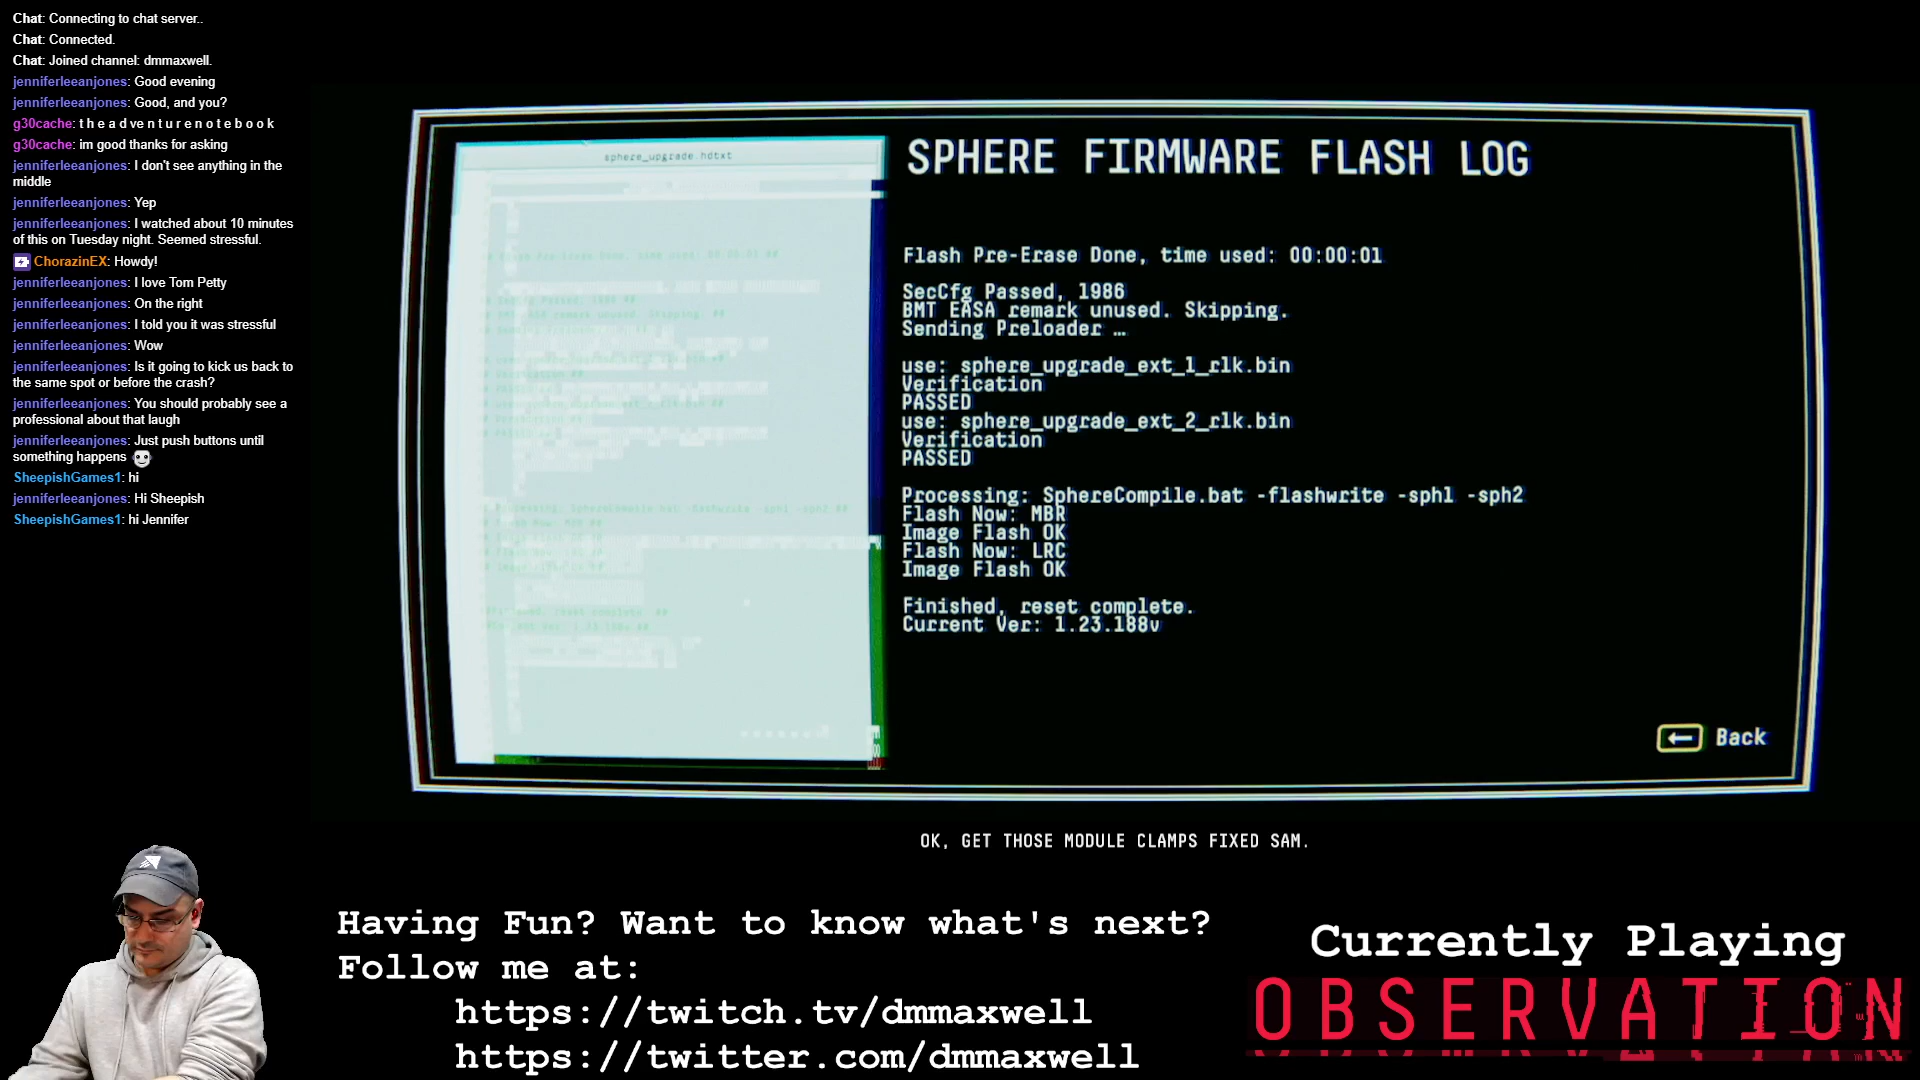 Chat: Connecting to chat server..
Chat: Connected.
Chat: Joined channel: dmmaxwell.
jenniferleeanjones: Good evening
jenniferleeanjones: Good, and you?
g30cache: t h e a d v e n t u r e n o t e b o o k
g30cache: im good thanks for asking
jenniferleeanjones: I don't see anything in the
middle
jenniferleeanjones: Yep
jenniferleeanjones: I watched about 10 minutes
of this on Tuesday night. Seemed stressful.
ChorazinEX: Howdy!
jenniferleeanjones: I love Tom Petty
jenniferleeanjones: On the right
jenniferleeanjones: I told you it was stressful
jenniferleeanjones: Wow
jenniferleeanjones: Is it going to kick us back to
the same spot or before the crash?
jenniferleeanjones: You should probably see a
professional about that laugh
jenniferleeanjones: Just push buttons until
something happens
SheepishGames1: hi
jenniferleeanjones: Hi Sheepish
SheepishGames1: hi Jennifer
sphere_upgrade.hdtxt
SPHERE FIRMWARE FLASH LOG
Flash Pre-Erase Done, time used: 00:00:01
SecCfg Passed, 1986
BMT EASA remark unused. Skipping.
Sending Preloader …
use: sphere_upgrade_ext_1_rlk.bin
Verification
PASSED
use: sphere_upgrade_ext_2_rlk.bin
Verification
PASSED
Processing: SphereCompile.bat -flashwrite -sph1 -sph2
Flash Now: MBR
Image Flash OK
Flash Now: LRC
Image Flash OK
Finished, reset complete.
Current Ver: 1.23.188v
Back
OK, GET THOSE MODULE CLAMPS FIXED SAM.
Having Fun? Want to know what's next?
Follow me at:
https://twitch.tv/dmmaxwell
https://twitter.com/dmmaxwell
Currently Playing
OBSERVATION